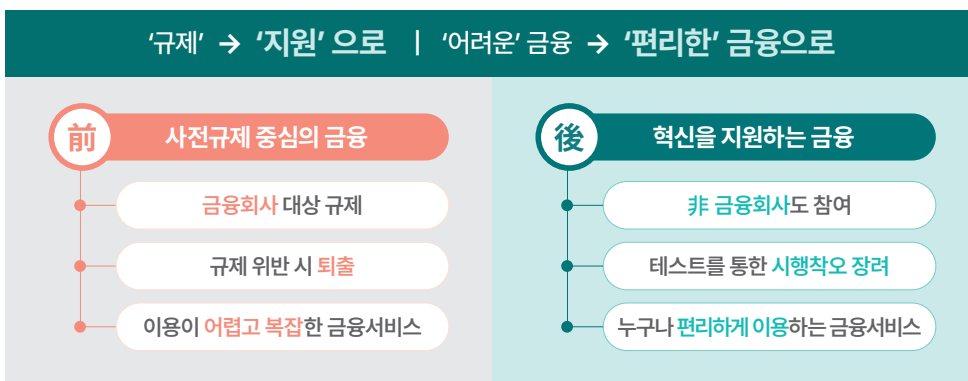 ‘규제’ → ‘지원’ 으로 | ‘어려운’ 금융 → ‘편리한’ 금융으로
前 사전규제 중심의 금융
금융회사 대상 규제
규제 위반 시 퇴출
이용이 어렵고 복잡한 금융서비스
後 혁신을 지원하는 금융
非 금융회사도 참여
테스트를 통한 시행착오 장려
누구나 편리하게 이용하는 금융서비스